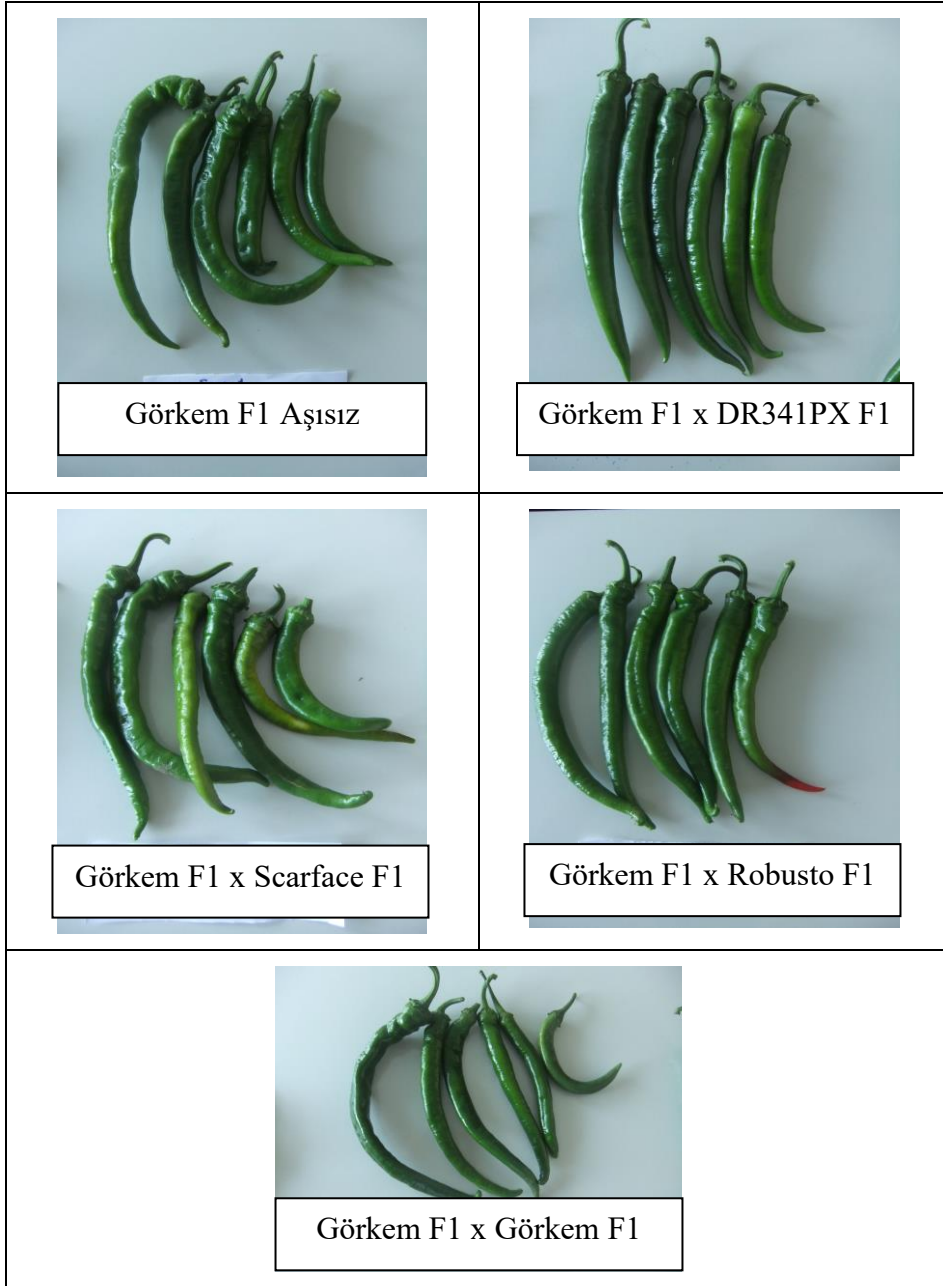 Görkem F1 Aşısız
Görkem F1 x DR341PX F1
Görkem F1 x Scarface F1
Görkem F1 x Robusto F1
Görkem F1 x Görkem F1